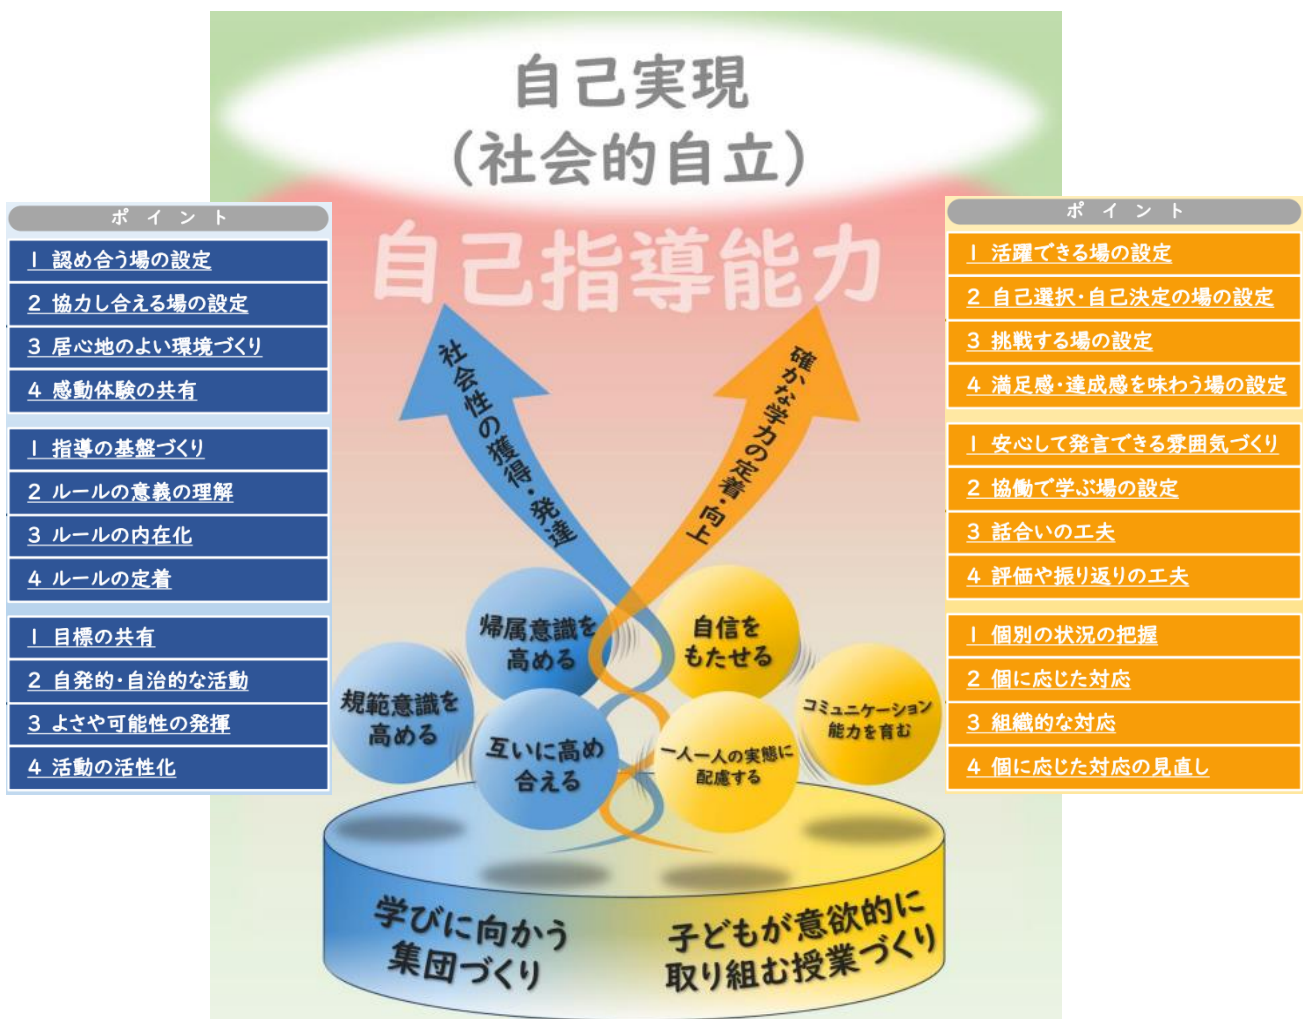 自己実現
（社会的自立）
自己指導能力
ポイント
1 認め合う場の設定
2 協力し合える場の設定
3 居心地のよい環境づくり
4 感動体験の共有
1 指導の基盤づくり
2 ルールの意義の理解
3 ルールの内在化
4 ルールの定着
1 目標の共有
2 自発的・自治的な活動
3 よさや可能性の発揮
4 活動の活性化
社会性の獲得・発達
確かな学力の定着・向上
帰属意識を
高める
規範意識を
高める
互いに高め
合える
自信を
もたせる
コミュニケーション
能力を育む
一人一人の実態に
配慮する
学びに向かう
集団づくり
子どもが意欲的に
取り組む授業づくり
ポイント
1 活躍できる場の設定
2 自己選択・自己決定の場の設定
3 挑戦する場の設定
4 満足感・達成感を味わう場の設定
1 安心して発言できる雰囲気づくり
2 協働で学ぶ場の設定
3 話合いの工夫
4 評価や振り返りの工夫
1 個別の状況の把握
2 個に応じた対応
3 組織的な対応
4 個に応じた対応の見直し